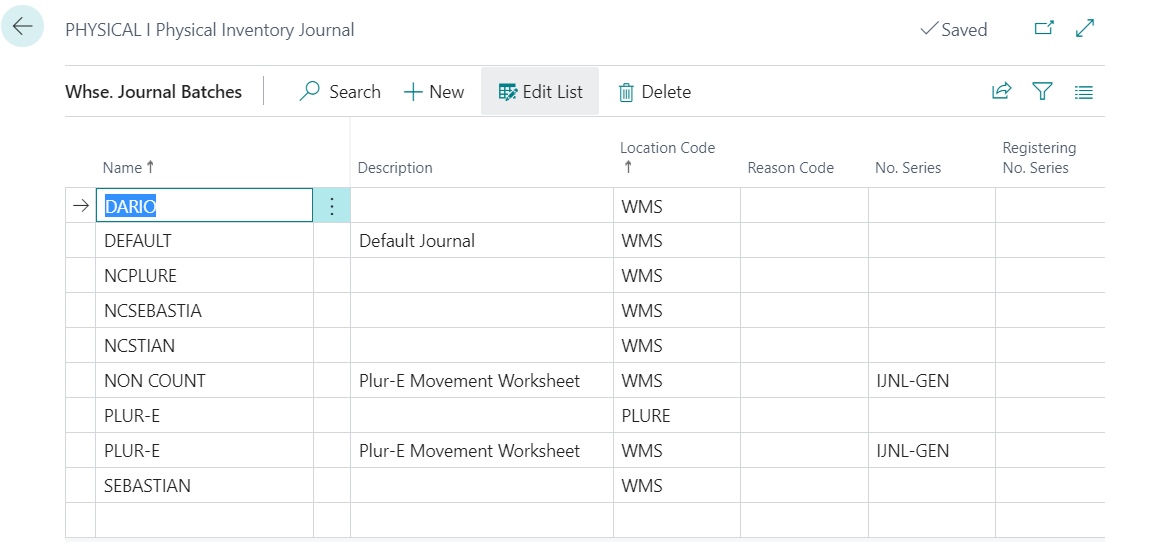 PHYSICAL I Physical Inventory Journal
Saved
Whse. Journal Batches Search New Edit List Delete
Name Description Location Code Reason Code No. Series Registering No. Series
DARIO WMS
DEFAULT Default Journal WMS
NCPLURE WMS
NCSEBASTIA WMS
NCSTIAN WMS
NON COUNT Plur-E Movement Worksheet WMS IJNL-GEN
PLUR-E PLURE
PLUR-E Plur-E Movement Worksheet WMS IJNL-GEN
SEBASTIAN WMS